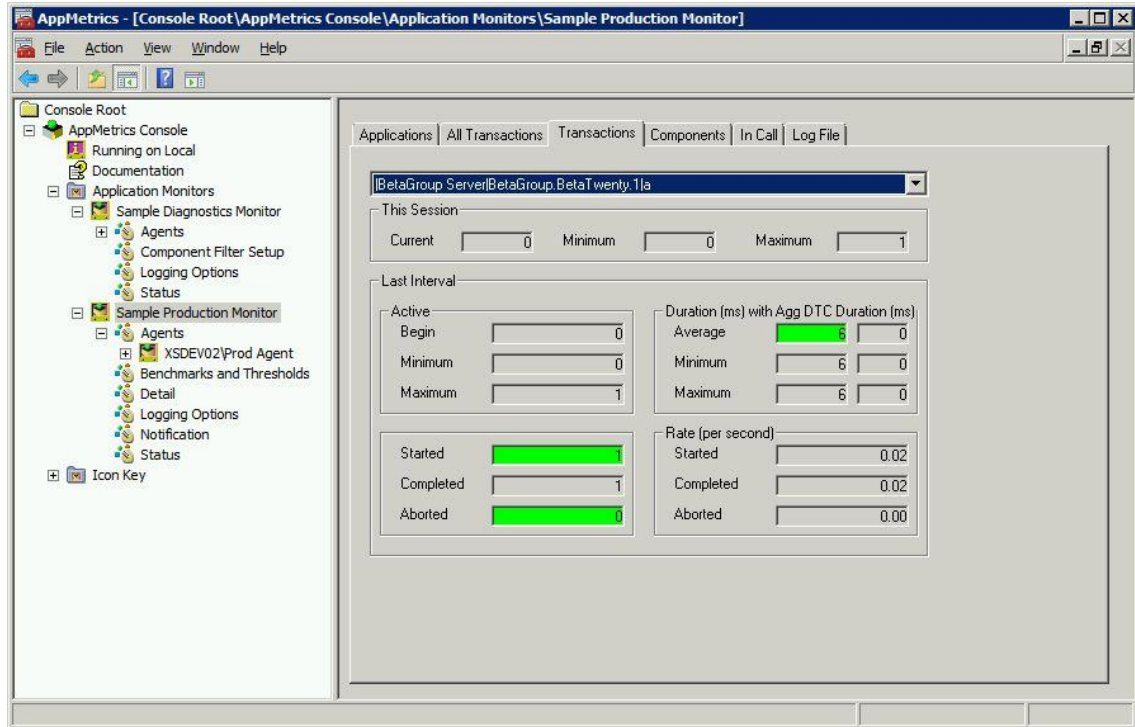 AppMetrics - [Console Root\AppMetrics Console\Application Monitors\Sample Production Monitor]
File Action View Window Help
Console Root
AppMetrics Console
Running on Local
Documentation
Application Monitors
Sample Diagnostics Monitor
Agents
Component Filter Setup
Logging Options
Status
Sample Production Monitor
Agents
XSDEV02\Prod Agent
Benchmarks and Thresholds
Detail
Logging Options
Notification
Status
Icon Key
Applications All Transactions Transactions Components In Call Log File
|BetaGroup Server|BetaGroup.BetaTwenty.1|a
This Session
Current 0 Minimum 0 Maximum 1
Last Interval
Active
Begin 0
Minimum 0
Maximum 1
Duration (ms) with Agg DTC Duration (ms)
Average 6 0
Minimum 6 0
Maximum 6 0
Started 1
Completed 1
Aborted 0
Rate (per second)
Started 0.02
Completed 0.02
Aborted 0.00